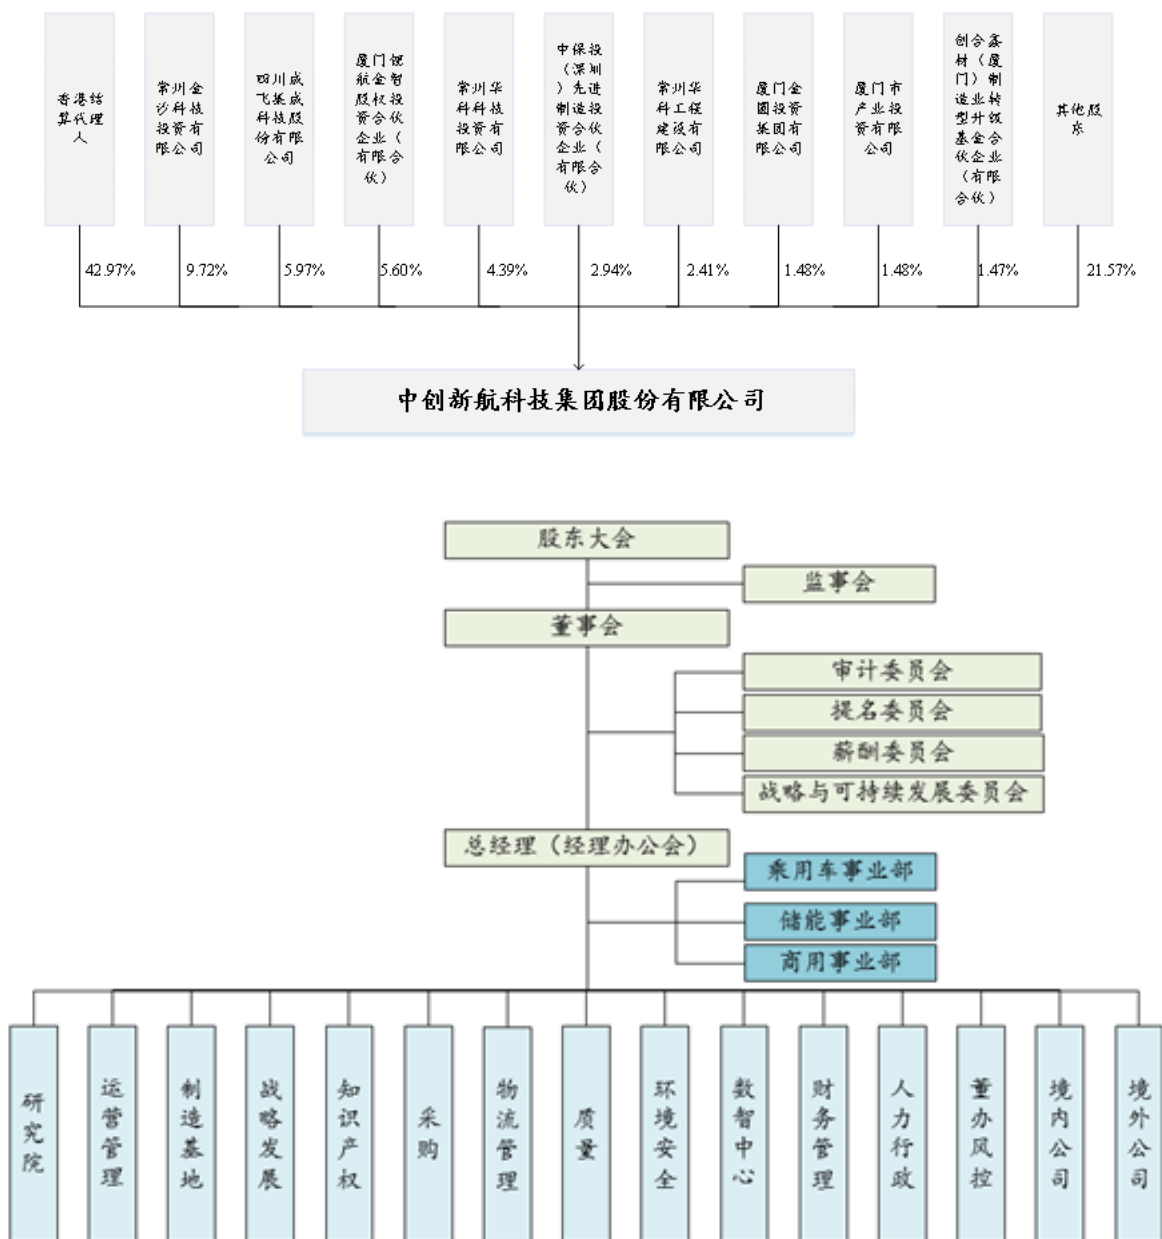 香港结
算代理
人
常州金
沙科技
投资有
限公司
四川成
飞集成
科技股
份有限
公司
厦门锂
航金智
股权投
资合伙
企业（
有限合
伙）
常州华
科科技
投资有
限公司
中保投
（深圳
）先进
制造投
资合伙
企业（
有限合
伙）
常州华
科工程
建设有
限公司
厦门金
圆投资
集团有
限公司
厦门市
产业投
资有限
公司
创合鑫
材（厦
门）制
造业转
型升级
基金合
伙企业
（有限
合伙）
其他股
东
42.97%
9.72%
5.97%
5.60%
4.39%
2.94%
2.41%
1.48%
1.48%
1.47%
21.57%
中创新航科技集团股份有限公司
股东大会
监事会
董事会
审计委员会
提名委员会
薪酬委员会
战略与可持续发展委员会
总经理（经理办公会）
乘用车事业部
储能事业部
商用事业部
研究院
运营管理
制造基地
战略发展
知识产权
采购
物流管理
质量
环境安全
数智中心
财务管理
人力行政
董办风控
境内公司
境外公司